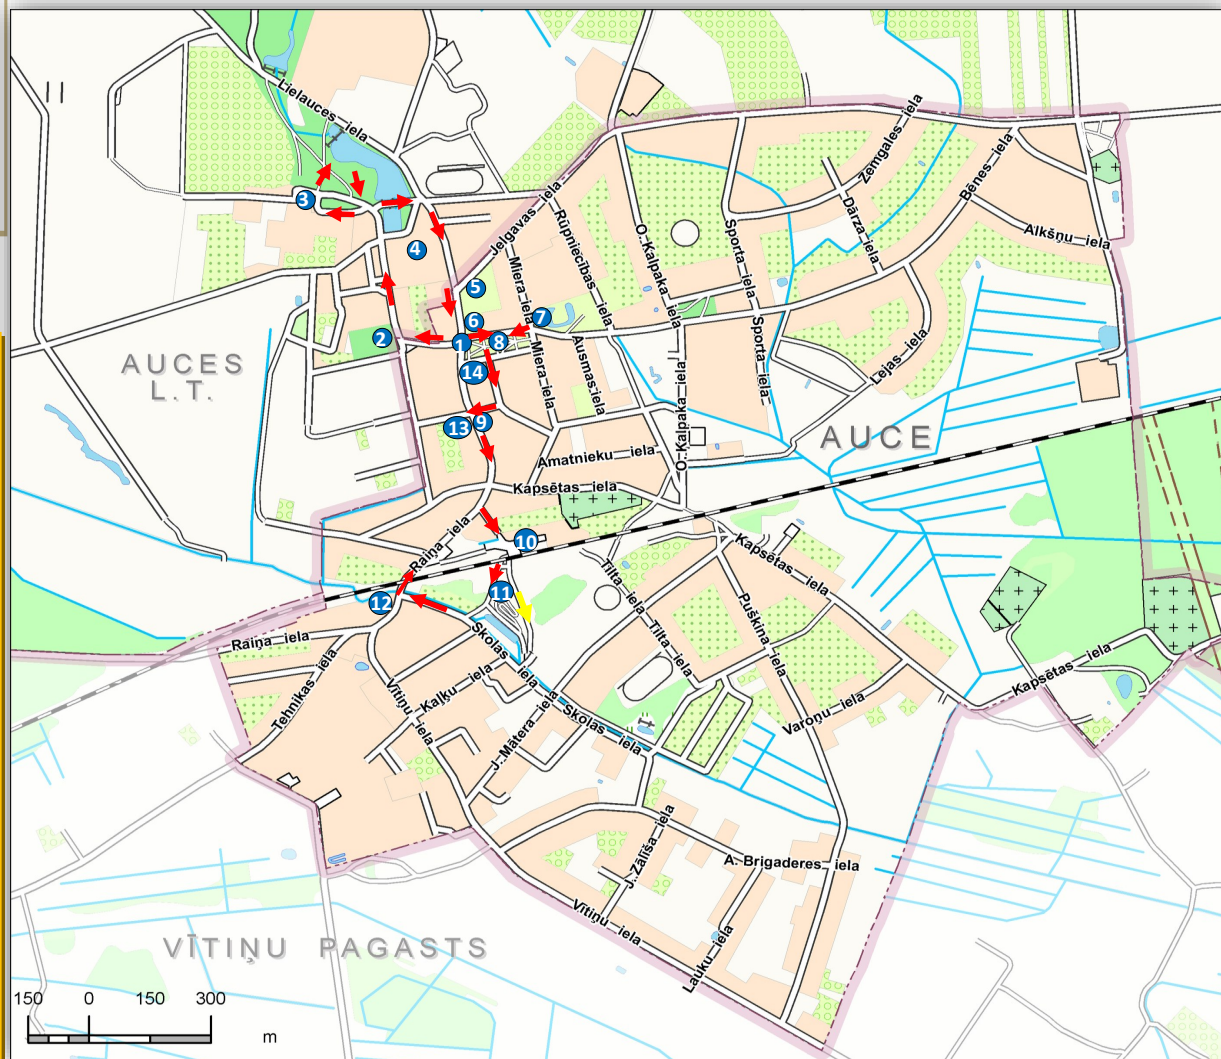 Lielauces iela
Zemgales iela
Bēnes iela
3
Jelgavas iela
Rūpniecības iela
O. Kalpaka iela
Sporta iela
Dārza iela
Alkšņu iela
4
Miera iela
5
6
7
2
1
8
AUCES
L.T.
Miera iela
Ausmas iela
Sporta iela
Lejas iela
14
O. Kalpaka iela
13
9
AUCE
Amatnieku iela
Kapsētas iela
Raiņa iela
10
Kapsētas iela
11
12
Tilta iela
Puškina iela
Raiņa iela
Skolas iela
Tilta iela
Kapsētas iela
Tehnikas iela
Vītiņu iela
Kaļķu iela
J. Mātera iela
Skolas iela
Varoņu iela
J. Zālīša iela
A. Brigaderes iela
Vītiņu iela
Lauku iela
VĪTIŅU PAGASTS
150 0 150 300
m